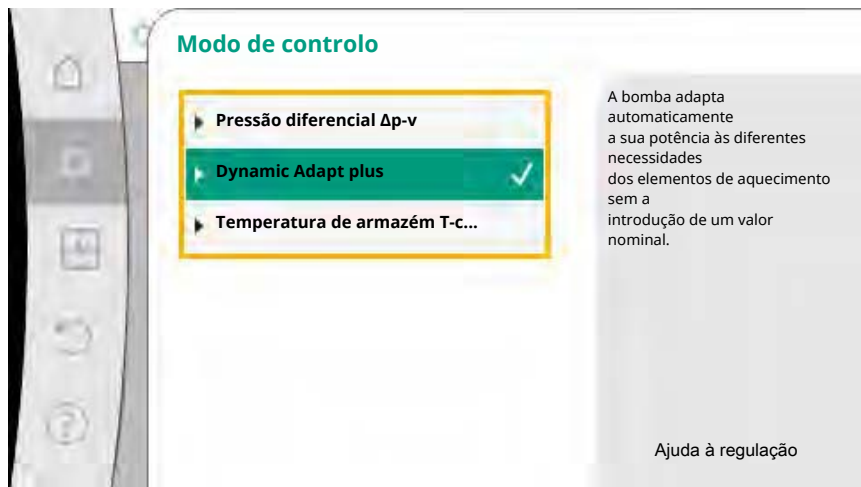 Modo de controlo
Pressão diferencial Δp-v
Dynamic Adapt plus
Temperatura de armazém T-c...
A bomba adapta
automaticamente
a sua potência às diferentes
necessidades
dos elementos de aquecimento
sem a
introdução de um valor
nominal.
Ajuda à regulação